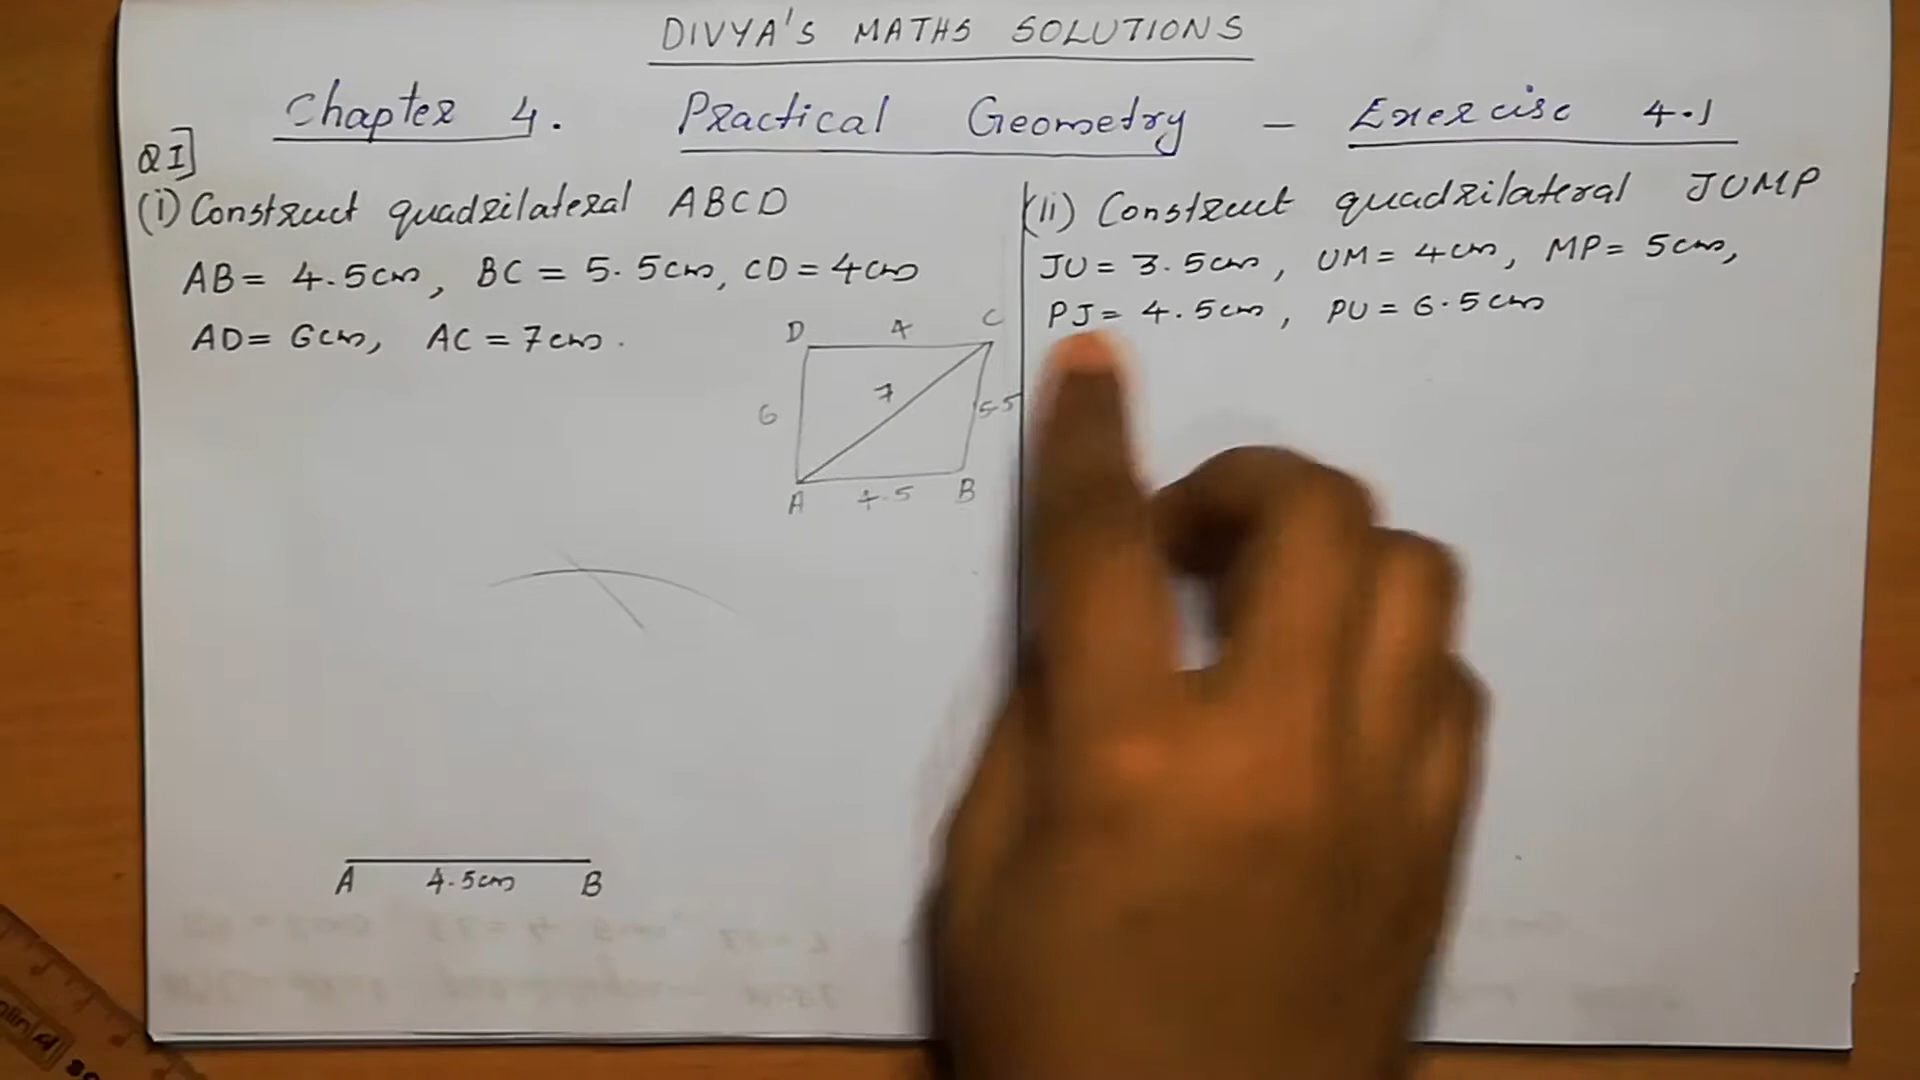 DIVYA'S MATHS SOLUTIONS
Chapter 4. Practical Geometry - Exercise 4.1
Q I]
(i) Construct quadrilateral ABCD
AB = 4.5cm, BC = 5.5cm, CD = 4cm
AD = 6cm, AC = 7cm.
D 4 C
7
6 5.5
A 4.5 B
A 4.5cm B
(ii) Construct quadrilateral JUMP
JU = 3.5cm, UM = 4cm, MP = 5cm,
PJ = 4.5cm, PU = 6.5cm